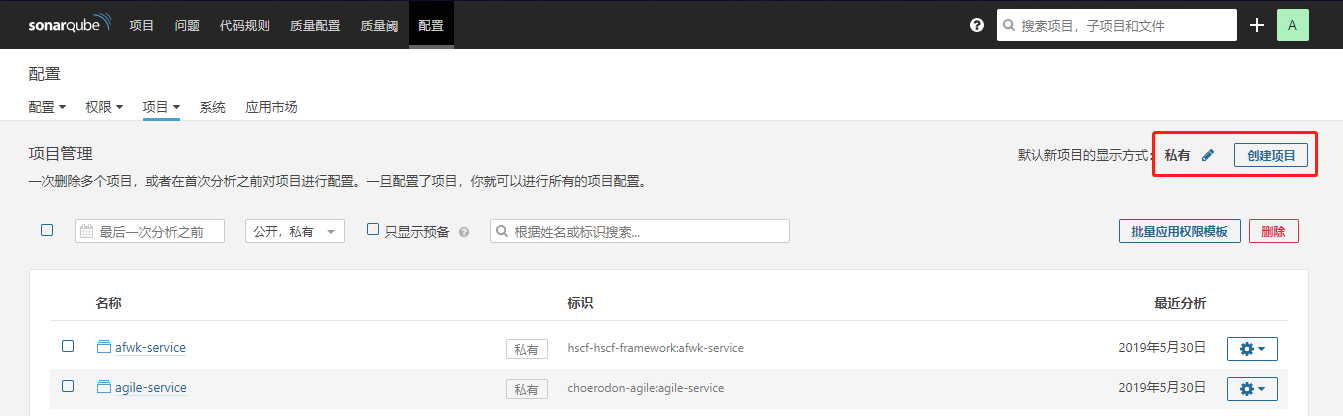 sonarqube 项目 问题 代码规则 质量配置 质量阈 配置 ? 搜索项目，子项目和文件 A
配置
配置 权限 项目 系统 应用市场
项目管理 默认新项目的显示方式： 私有 创建项目
一次删除多个项目，或者在首次分析之前对项目进行配置。一旦配置了项目，你就可以进行所有的项目配置。
最后一次分析之前 公开，私有 只显示预备 ? 根据姓名或标识搜索... 批量应用权限模板 删除
名称 标识 最近分析
afwk-service 私有 hscf-hscf-framework:afwk-service 2019年5月30日
agile-service 私有 choerodon-agile:agile-service 2019年5月30日